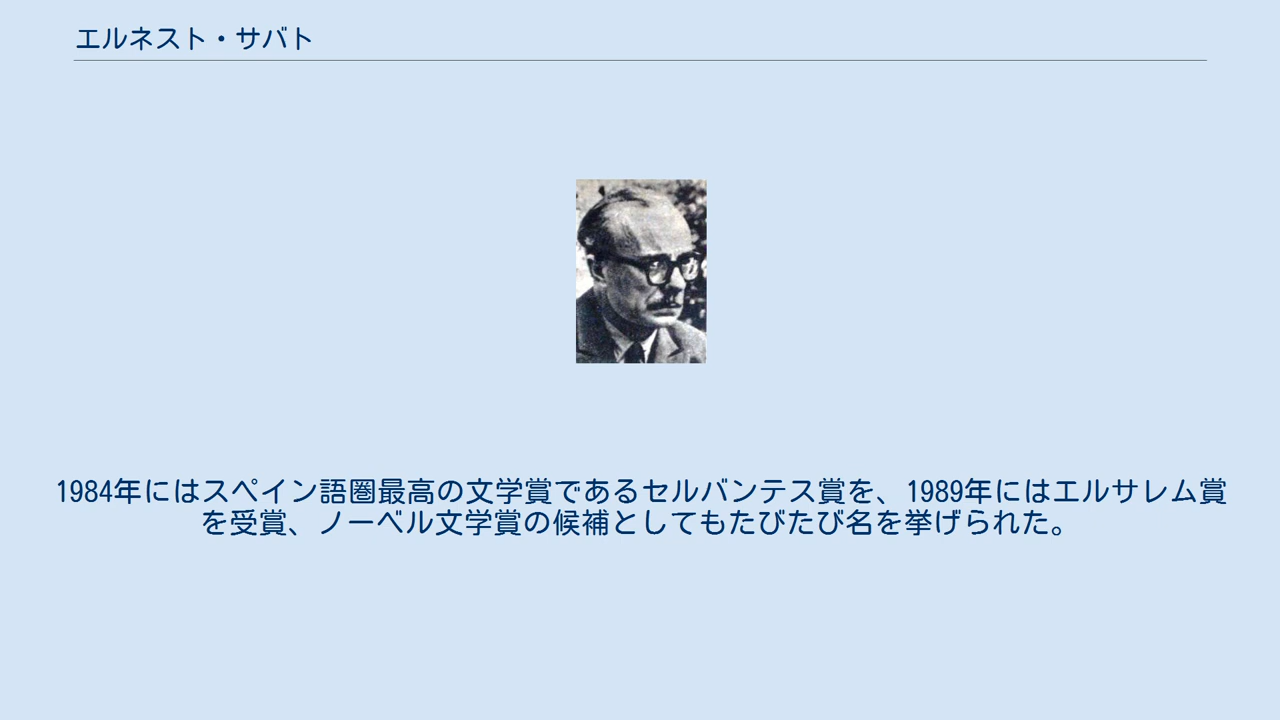 エルネスト・サバト
1984年にはスペイン語圏最高の文学賞であるセルバンテス賞を、1989年にはエルサレム賞
を受賞、ノーベル文学賞の候補としてもたびたび名を挙げられた。